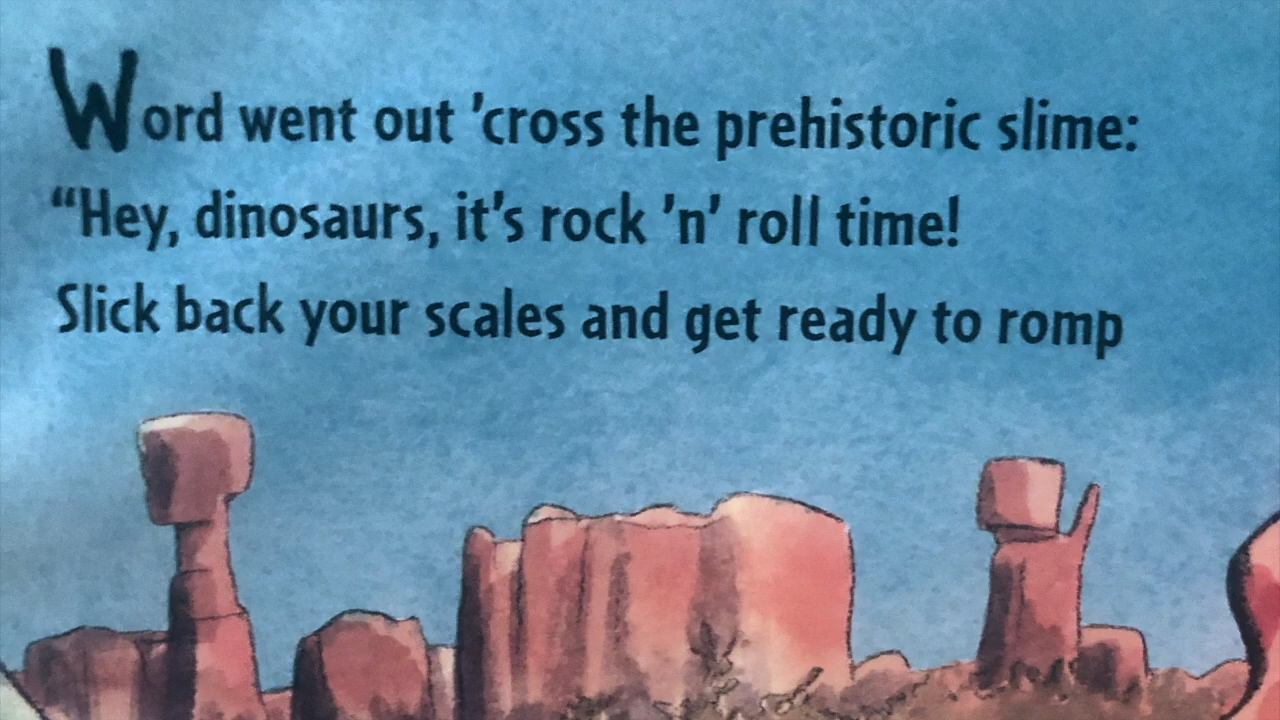 Word went out ’cross the prehistoric slime:
“Hey, dinosaurs, it’s rock ’n’ roll time!
Slick back your scales and get ready to romp